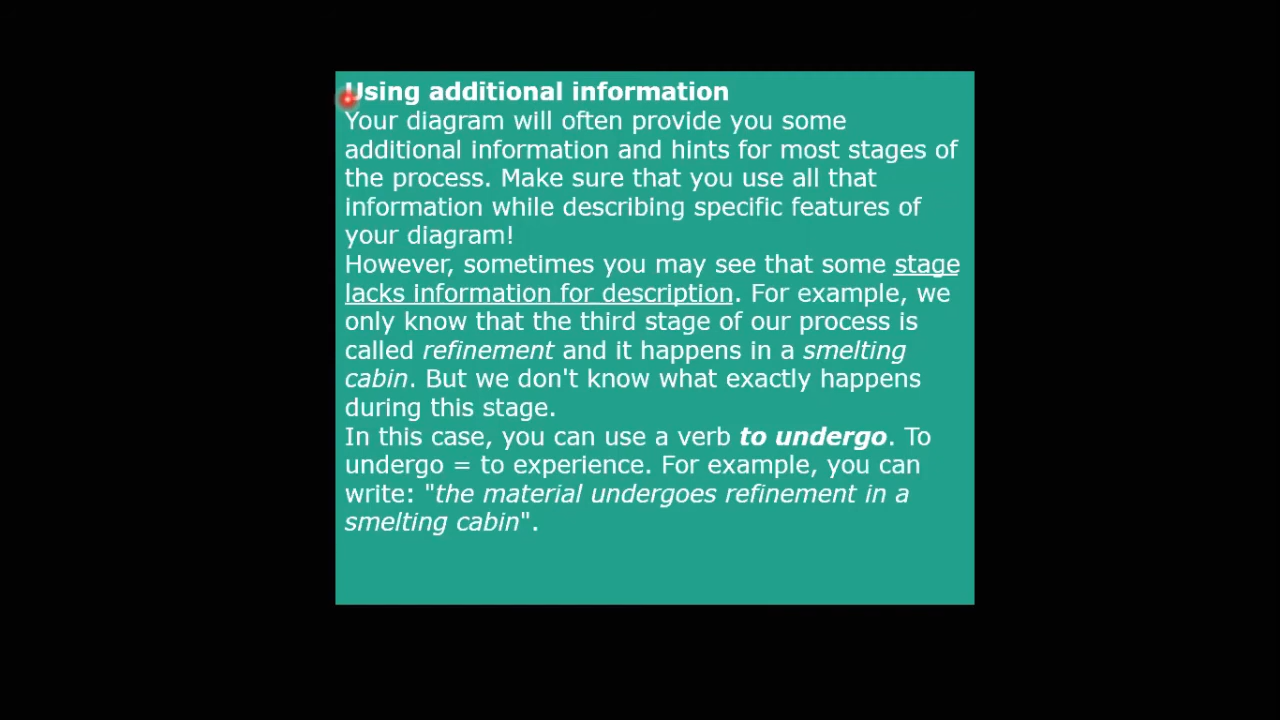 Using additional information
Your diagram will often provide you some
additional information and hints for most stages of
the process. Make sure that you use all that
information while describing specific features of
your diagram!
However, sometimes you may see that some stage
lacks information for description. For example, we
only know that the third stage of our process is
called refinement and it happens in a smelting
cabin. But we don't know what exactly happens
during this stage.
In this case, you can use a verb to undergo. To
undergo = to experience. For example, you can
write: "the material undergoes refinement in a
smelting cabin".